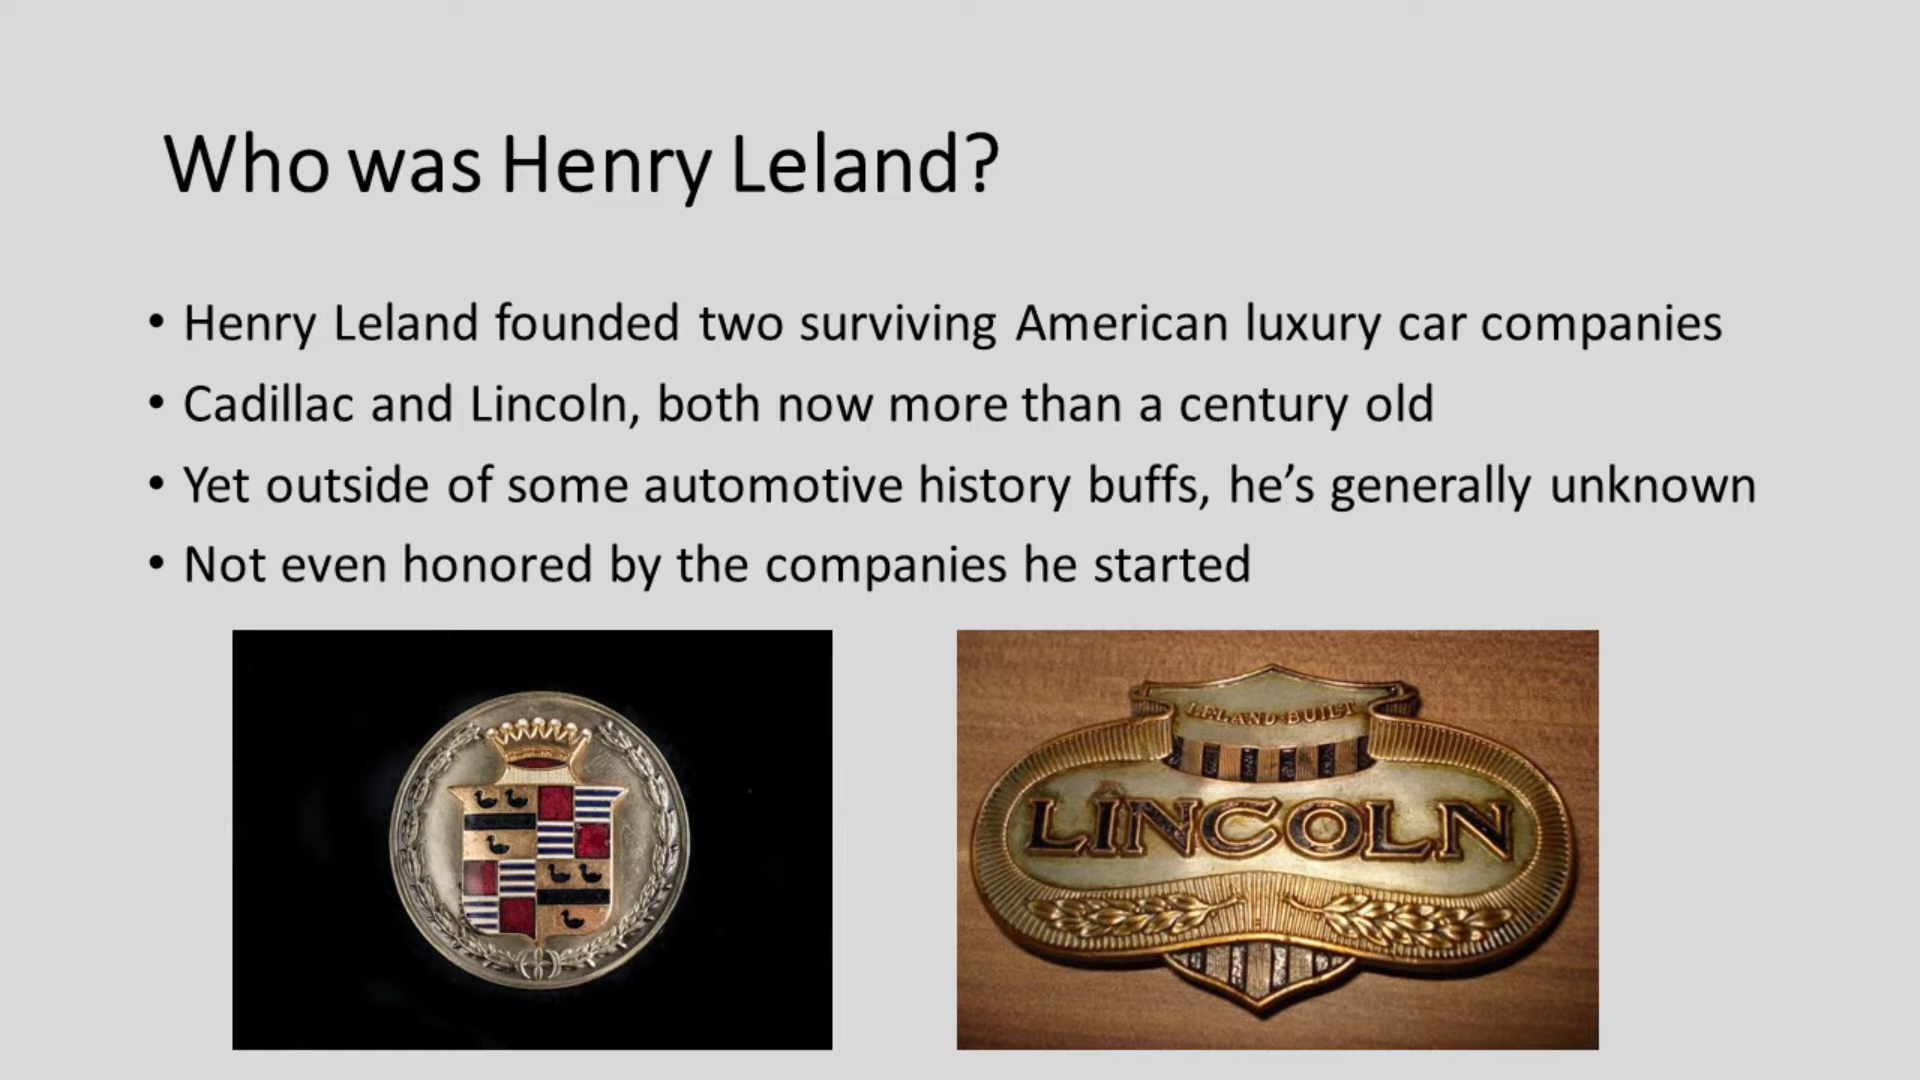 Who was Henry Leland?
• Henry Leland founded two surviving American luxury car companies
• Cadillac and Lincoln, both now more than a century old
• Yet outside of some automotive history buffs, he’s generally unknown
• Not even honored by the companies he started
LELAND-BUILT
LINCOLN